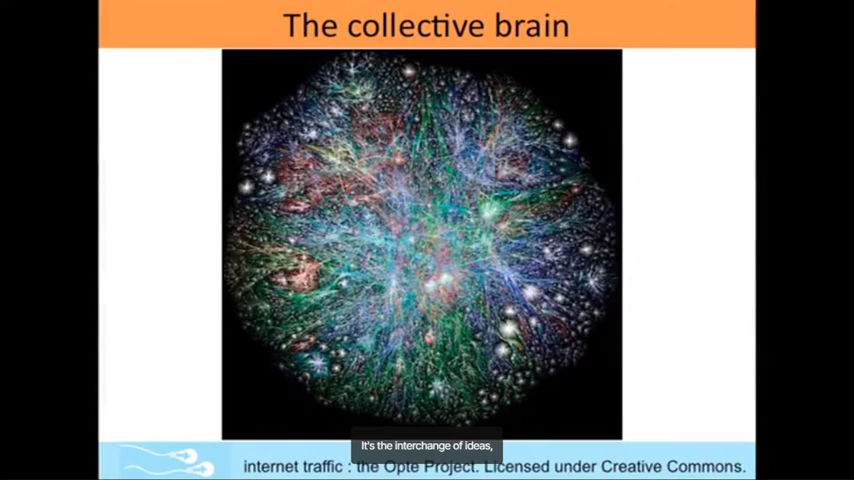 The collective brain
It's the interchange of ideas,
internet traffic : the Opte Project. Licensed under Creative Commons.